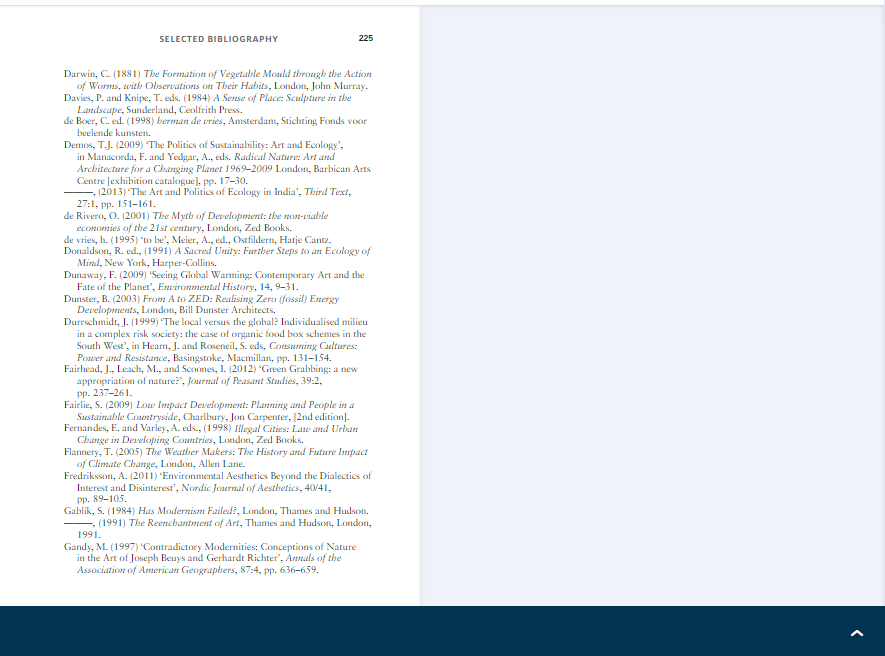 SELECTED BIBLIOGRAPHY 225
Darwin, C. (1881) The Formation of Vegetable Mould through the Action
of Worms, with Observations on Their Habits, London, John Murray.
Davies, P. and Knipe, T. eds. (1984) A Sense of Place: Sculpture in the
Landscape, Sunderland, Ceolfrith Press.
de Boer, C. ed. (1998) herman de vries, Amsterdam, Stichting Fonds voor
beelende kunsten.
Demos, T.J. (2009) ‘The Politics of Sustainability: Art and Ecology’,
in Manacorda, F. and Yedgar, A., eds. Radical Nature: Art and
Architecture for a Changing Planet 1969–2009 London, Barbican Arts
Centre [exhibition catalogue], pp. 17–30.
———, (2013) ‘The Art and Politics of Ecology in India’, Third Text,
27:1, pp. 151–161.
de Rivero, O. (2001) The Myth of Development: the non-viable
economies of the 21st century, London, Zed Books.
de vries, h. (1995) ‘to be’, Meier, A., ed., Ostfildern, Hatje Cantz.
Donaldson, R. ed., (1991) A Sacred Unity: Further Steps to an Ecology of
Mind, New York, Harper-Collins.
Dunaway, F. (2009) ‘Seeing Global Warming: Contemporary Art and the
Fate of the Planet’, Environmental History, 14, 9–31.
Dunster, B. (2003) From A to ZED: Realising Zero (fossil) Energy
Developments, London, Bill Dunster Architects.
Durrschmidt, J. (1999) ‘The local versus the global? Individualised milieu
in a complex risk society: the case of organic food box schemes in the
South West’, in Hearn, J. and Roseneil, S. eds, Consuming Cultures:
Power and Resistance, Basingstoke, Macmillan, pp. 131–154.
Fairhead, J., Leach, M., and Scoones, I. (2012) ‘Green Grabbing: a new
appropriation of nature?’, Journal of Peasant Studies, 39:2,
pp. 237–261.
Fairlie, S. (2009) Low Impact Development: Planning and People in a
Sustainable Countryside, Charlbury, Jon Carpenter, [2nd edition].
Fernandes, E. and Varley, A. eds., (1998) Illegal Cities: Law and Urban
Change in Developing Countries, London, Zed Books.
Flannery, T. (2005) The Weather Makers: The History and Future Impact
of Climate Change, London, Allen Lane.
Fredriksson, A. (2011) ‘Environmental Aesthetics Beyond the Dialectics of
Interest and Disinterest’, Nordic Journal of Aesthetics, 40/41,
pp. 89–105.
Gablik, S. (1984) Has Modernism Failed?, London, Thames and Hudson.
———, (1991) The Reenchantment of Art, Thames and Hudson, London,
1991.
Gandy, M. (1997) ‘Contradictory Modernities: Conceptions of Nature
in the Art of Joseph Beuys and Gerhardt Richter’, Annals of the
Association of American Geographers, 87:4, pp. 636–659.